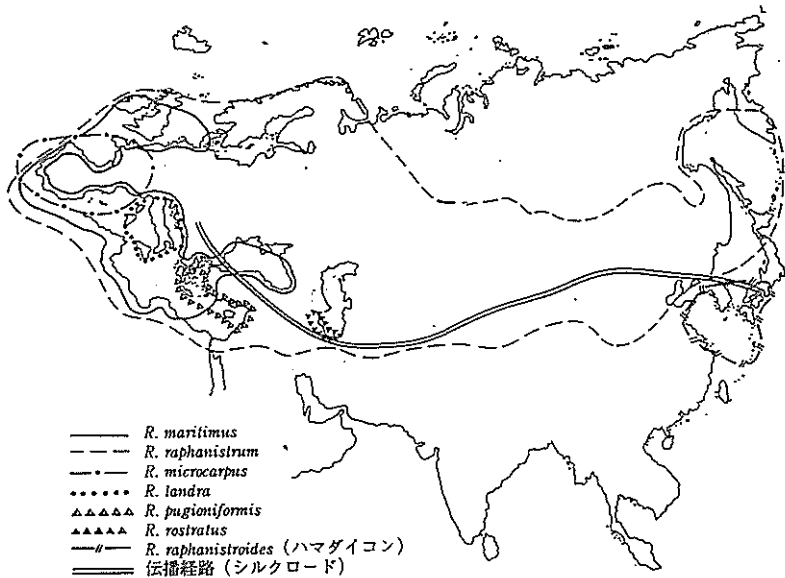 R. maritimus
R. raphanistrum
R. microcarpus
R. landra
R. pugioniformis
R. rostratus
R. raphanistroides（ハマダイコン）
伝播経路（シルクロード）